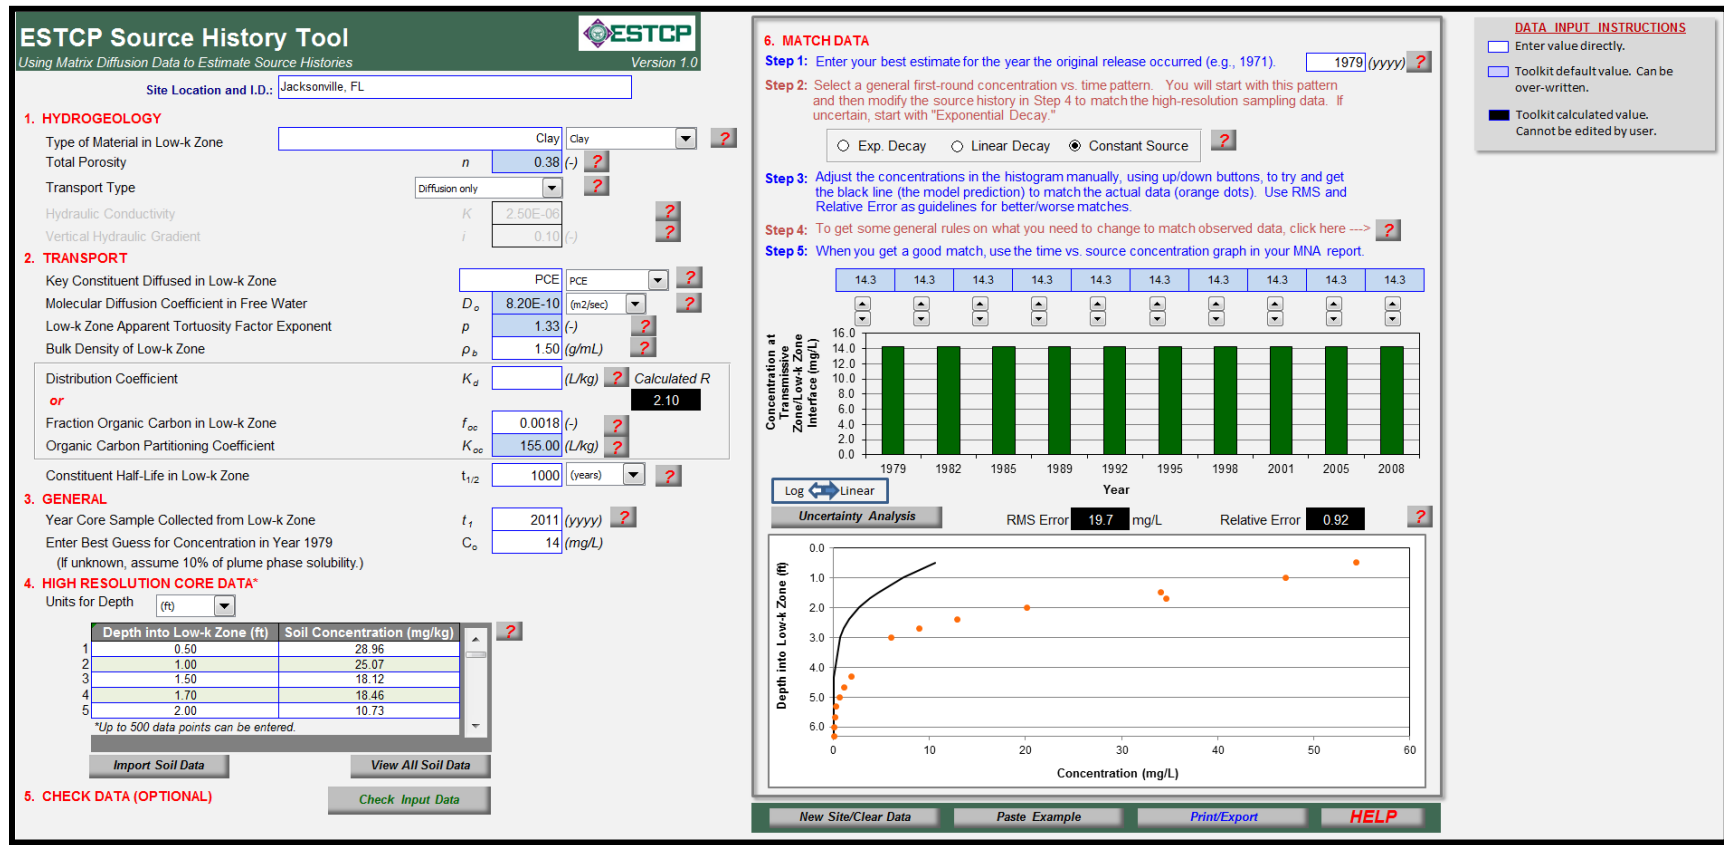 ESTCP Source History Tool
ESTCP
Using Matrix Diffusion Data to Estimate Source Histories
Version 1.0
Site Location and I.D.: Jacksonville, FL
1. HYDROGEOLOGY
Type of Material in Low-k Zone Clay Clay ?
Total Porosity n 0.38 (-) ?
Transport Type Diffusion only ?
Hydraulic Conductivity K 2.50E-06 ?
Vertical Hydraulic Gradient i 0.10 (-) ?
2. TRANSPORT
Key Constituent Diffused in Low-k Zone PCE PCE ?
Molecular Diffusion Coefficient in Free Water Do 8.20E-10 (m2/sec) ?
Low-k Zone Apparent Tortuosity Factor Exponent p 1.33 (-) ?
Bulk Density of Low-k Zone ρb 1.50 (g/mL) ?
Distribution Coefficient Kd (L/kg) ? Calculated R
or 2.10
Fraction Organic Carbon in Low-k Zone foc 0.0018 (-) ?
Organic Carbon Partitioning Coefficient Koc 155.00 (L/kg) ?
Constituent Half-Life in Low-k Zone t1/2 1000 (years) ?
3. GENERAL
Year Core Sample Collected from Low-k Zone t1 2011 (yyyy) ?
Enter Best Guess for Concentration in Year 1979 Co 14 (mg/L)
(If unknown, assume 10% of plume phase solubility.)
4. HIGH RESOLUTION CORE DATA*
Units for Depth (ft)
Depth into Low-k Zone (ft) Soil Concentration (mg/kg) ?
1 0.50 28.96
2 1.00 25.07
3 1.50 18.12
4 1.70 18.46
5 2.00 10.73
*Up to 500 data points can be entered.
Import Soil Data View All Soil Data
5. CHECK DATA (OPTIONAL) Check Input Data
6. MATCH DATA
Step 1: Enter your best estimate for the year the original release occurred (e.g., 1971). 1979 (yyyy) ?
Step 2: Select a general first-round concentration vs. time pattern. You will start with this pattern
and then modify the source history in Step 4 to match the high-resolution sampling data. If
uncertain, start with "Exponential Decay."
Exp. Decay Linear Decay Constant Source ?
Step 3: Adjust the concentrations in the histogram manually, using up/down buttons, to try and get
the black line (the model prediction) to match the actual data (orange dots). Use RMS and
Relative Error as guidelines for better/worse matches.
Step 4: To get some general rules on what you need to change to match observed data, click here ---> ?
Step 5: When you get a good match, use the time vs. source concentration graph in your MNA report.
14.3 14.3 14.3 14.3 14.3 14.3 14.3 14.3 14.3 14.3
Concentration at
Transmissive
Zone/Low-k Zone
Interface (mg/L)
16.0
14.0
12.0
10.0
8.0
6.0
4.0
2.0
0.0
1979 1982 1985 1989 1992 1995 1998 2001 2005 2008
Year
Log Linear
Uncertainty Analysis RMS Error 19.7 mg/L Relative Error 0.92 ?
Depth into Low-k Zone (ft)
0.0
1.0
2.0
3.0
4.0
5.0
6.0
0 10 20 30 40 50 60
Concentration (mg/L)
New Site/Clear Data Paste Example Print/Export HELP
DATA INPUT INSTRUCTIONS
Enter value directly.
Toolkit default value. Can be
over-written.
Toolkit calculated value.
Cannot be edited by user.